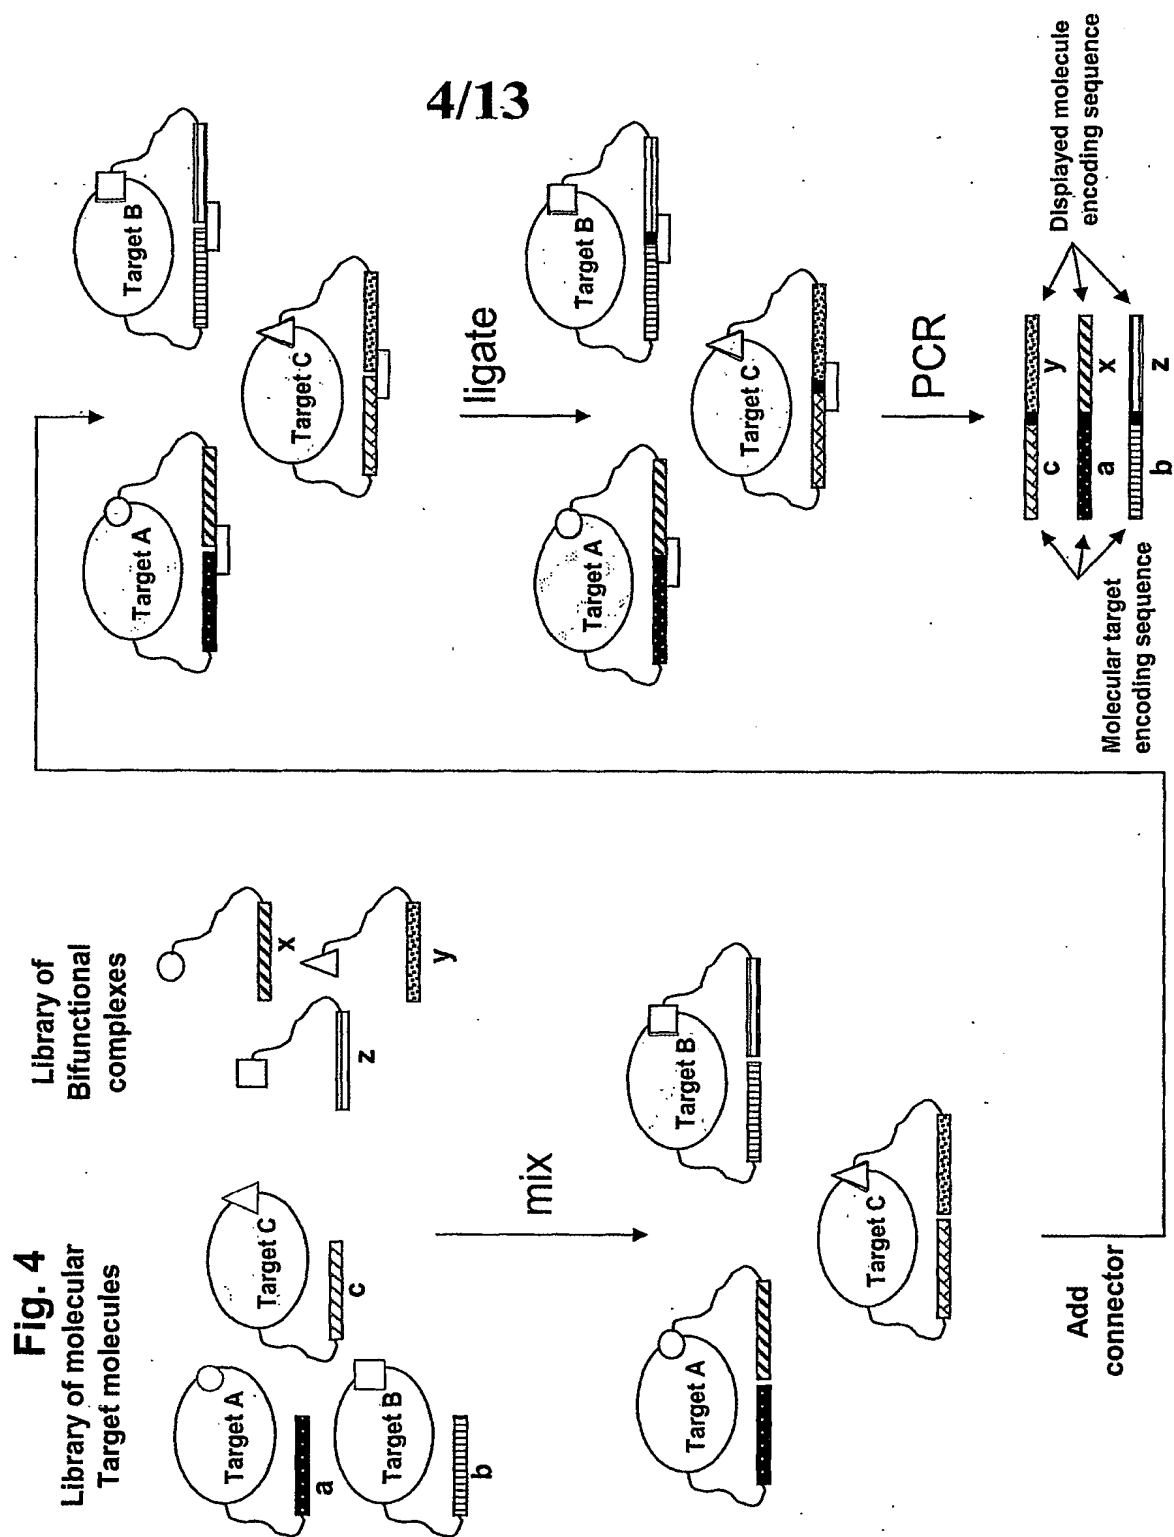 4/13
Fig. 4
Library of molecular
Target molecules
Library of
Bifunctional
complexes
Target A
a
Target B
b
Target C
c
x
y
z
mix
Target A
Target B
Target C
Add
connector
Target A
Target B
Target C
ligate
Target A
Target B
Target C
PCR
c
y
a
x
b
z
Molecular target
encoding sequence
Displayed molecule
encoding sequence